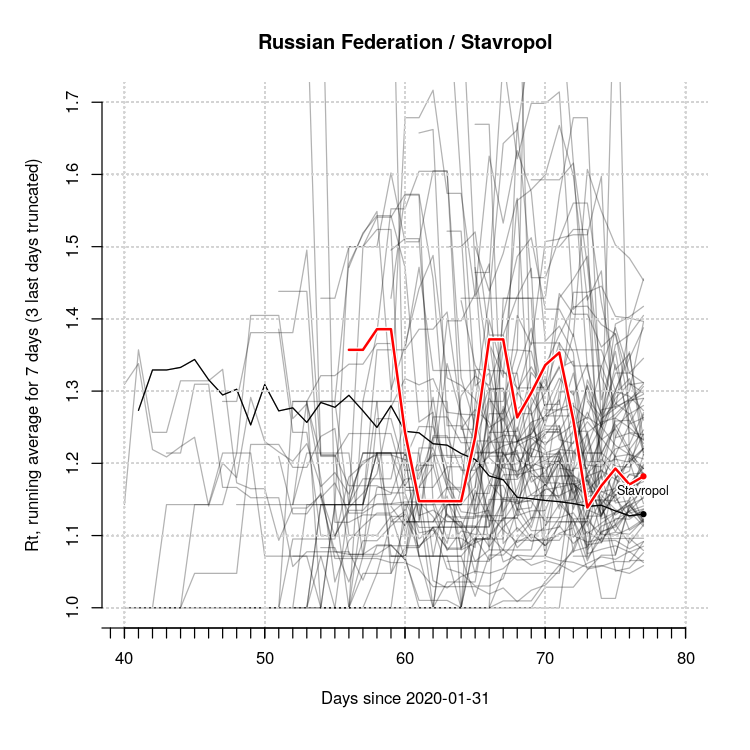 Russian Federation / Stavropol
Rt, running average for 7 days (3 last days truncated)
1.7
1.6
1.5
1.4
1.3
1.2
1.1
1.0
Stavropol
40 50 60 70 80
Days since 2020-01-31